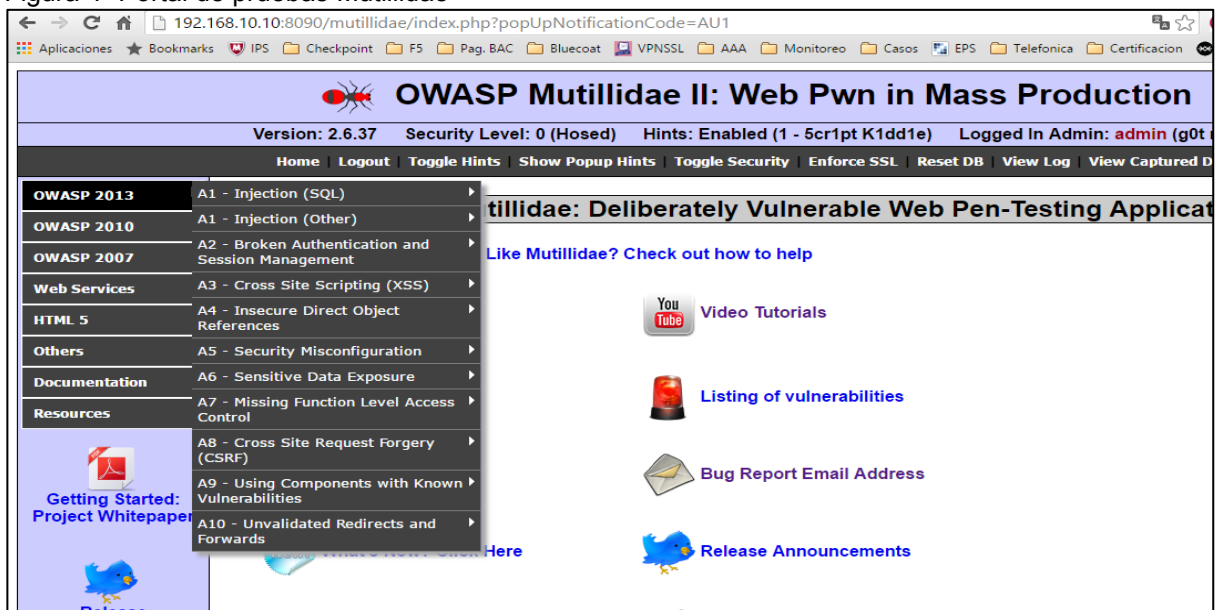 192.168.10.10:8090/mutillidae/index.php?popUpNotificationCode=AU1
Aplicaciones Bookmarks IPS Checkpoint F5 Pag. BAC Bluecoat VPNSSL AAA Monitoreo Casos EPS Telefonica Certificacion
OWASP Mutillidae II: Web Pwn in Mass Production
Version: 2.6.37 Security Level: 0 (Hosed) Hints: Enabled (1 - 5cr1pt K1dd1e) Logged In Admin: admin (g0t
Home Logout Toggle Hints Show Popup Hints Toggle Security Enforce SSL Reset DB View Log View Captured D
OWASP 2013
OWASP 2010
OWASP 2007
Web Services
HTML 5
Others
Documentation
Resources
A1 - Injection (SQL)
A1 - Injection (Other)
A2 - Broken Authentication and
Session Management
A3 - Cross Site Scripting (XSS)
A4 - Insecure Direct Object
References
A5 - Security Misconfiguration
A6 - Sensitive Data Exposure
A7 - Missing Function Level Access
Control
A8 - Cross Site Request Forgery
(CSRF)
A9 - Using Components with Known
Vulnerabilities
A10 - Unvalidated Redirects and
Forwards
tillidae: Deliberately Vulnerable Web Pen-Testing Applicat
Like Mutillidae? Check out how to help
You
Tube
Video Tutorials
Listing of vulnerabilities
Bug Report Email Address
Here
Release Announcements
Getting Started:
Project Whitepaper